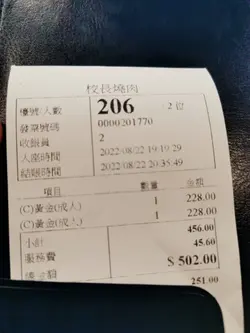 校長燒肉
檯號/人數 206 2 位
發票號碼 0000201770
收銀員 2
入座時間 2022/08/22 19:19:29
結帳時間 2022/08/22 20:35:49
項目 數量 金額
(C)黃金(成人) 1 228.00
(C)黃金(成人) 1 228.00
小計 456.00
服務費 45.60
總金額 $ 502.00
251.00